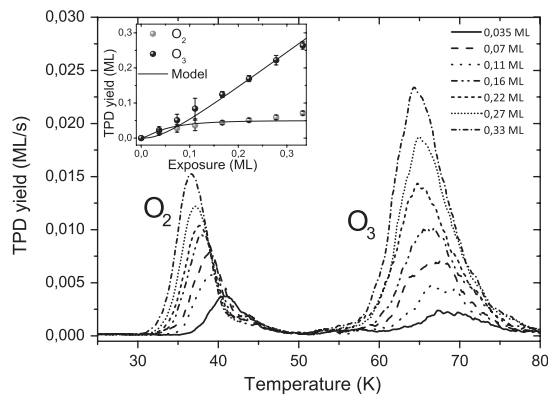 0,030
0,025
0,020
0,015
0,010
0,005
0,000
TPD yield (ML/s)
30
40
50
60
70
80
Temperature (K)
0,3
0,2
0,1
0,0
TPD yield (ML)
0,0
0,1
0,2
0,3
Exposure (ML)
O₂
O₃
Model
0,035 ML
0,07 ML
0,11 ML
0,16 ML
0,22 ML
0,27 ML
0,33 ML
O₂
O₃